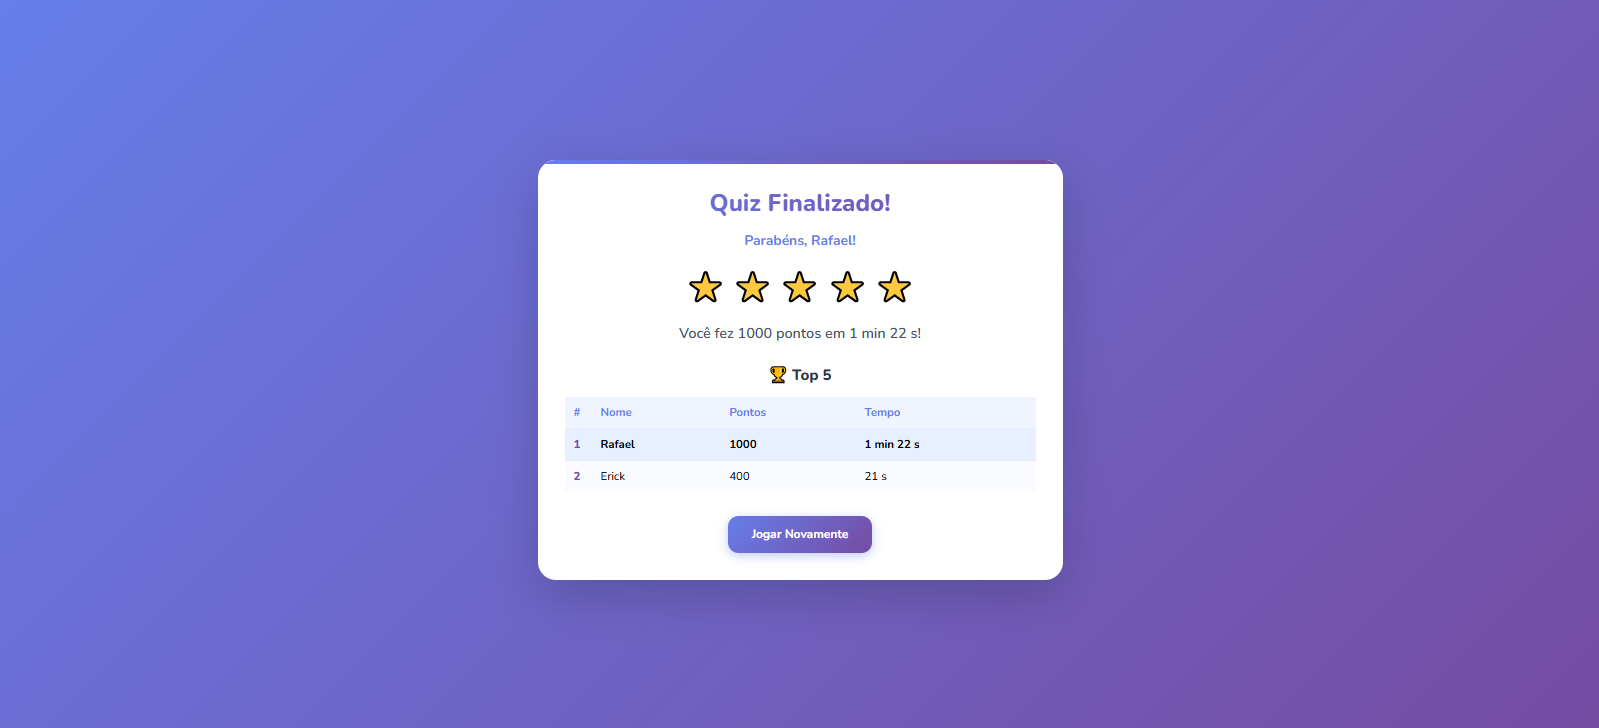 Quiz Finalizado!
Parabéns, Rafael!
Você fez 1000 pontos em 1 min 22 s!
🏆 Top 5
# Nome Pontos Tempo
1 Rafael 1000 1 min 22 s
2 Erick 400 21 s
Jogar Novamente